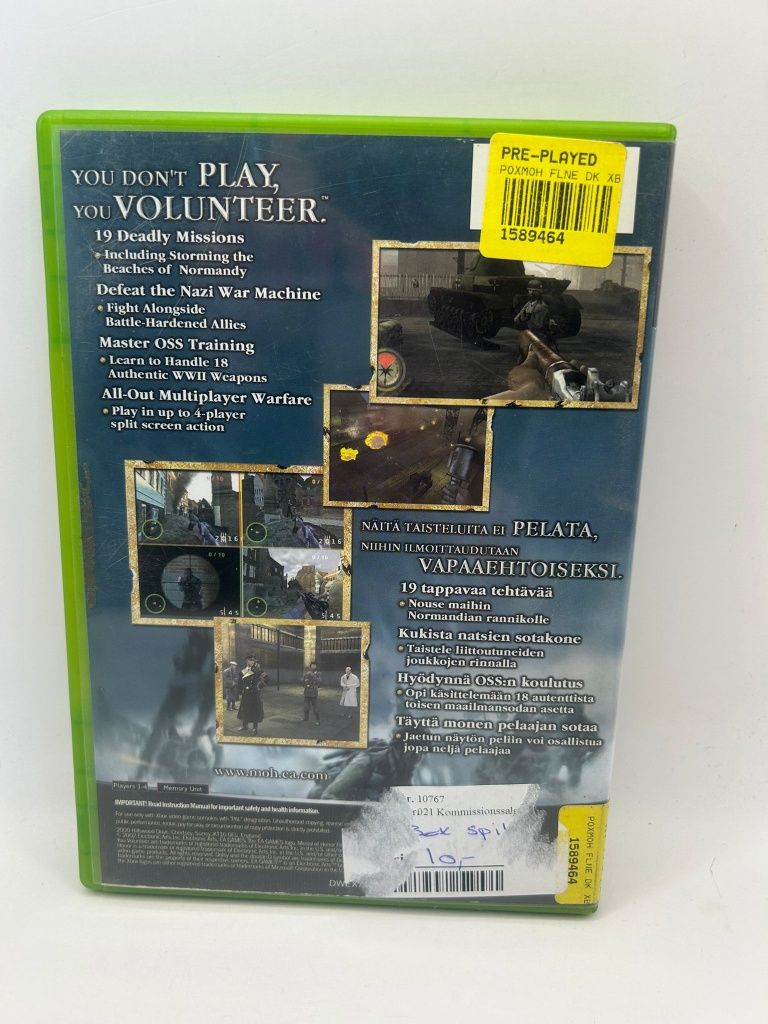 PRE-PLAYED
POXMOH FLNE DK XB
1589464
YOU DON'T PLAY,
YOU VOLUNTEER.™
19 Deadly Missions
• Including Storming the
Beaches of Normandy
Defeat the Nazi War Machine
• Fight Alongside
Battle-Hardened Allies
Master OSS Training
• Learn to Handle 18
Authentic WWII Weapons
All-Out Multiplayer Warfare
• Play in up to 4-player
split screen action
NÄITÄ TAISTELUITA EI PELATA,
NIIHIN ILMOITTAUDUTAAN
VAPAAEHTOISEKSI.
19 tappavaa tehtävää
• Nouse maihin
Normandian rannikolle
Kukista natsien sotakone
• Taistele liittoutuneiden
joukkojen rinnalla
Hyödynnä OSS:n koulutus
• Opi käsittelemään 18 autenttista
toisen maailmansodan asetta
Täyttä monen pelaajan sotaa
• Jaetun näytön peliin voi osallistua
jopa neljä pelaajaa
www.moh.ea.com
Players 1-4 Memory Unit
IMPORTANT! Read Instruction Manual for important safety and health information.
r. 10767
r021 Kommissionssalg
spil
10,-
POXMOH FLNE DK XB
1589464